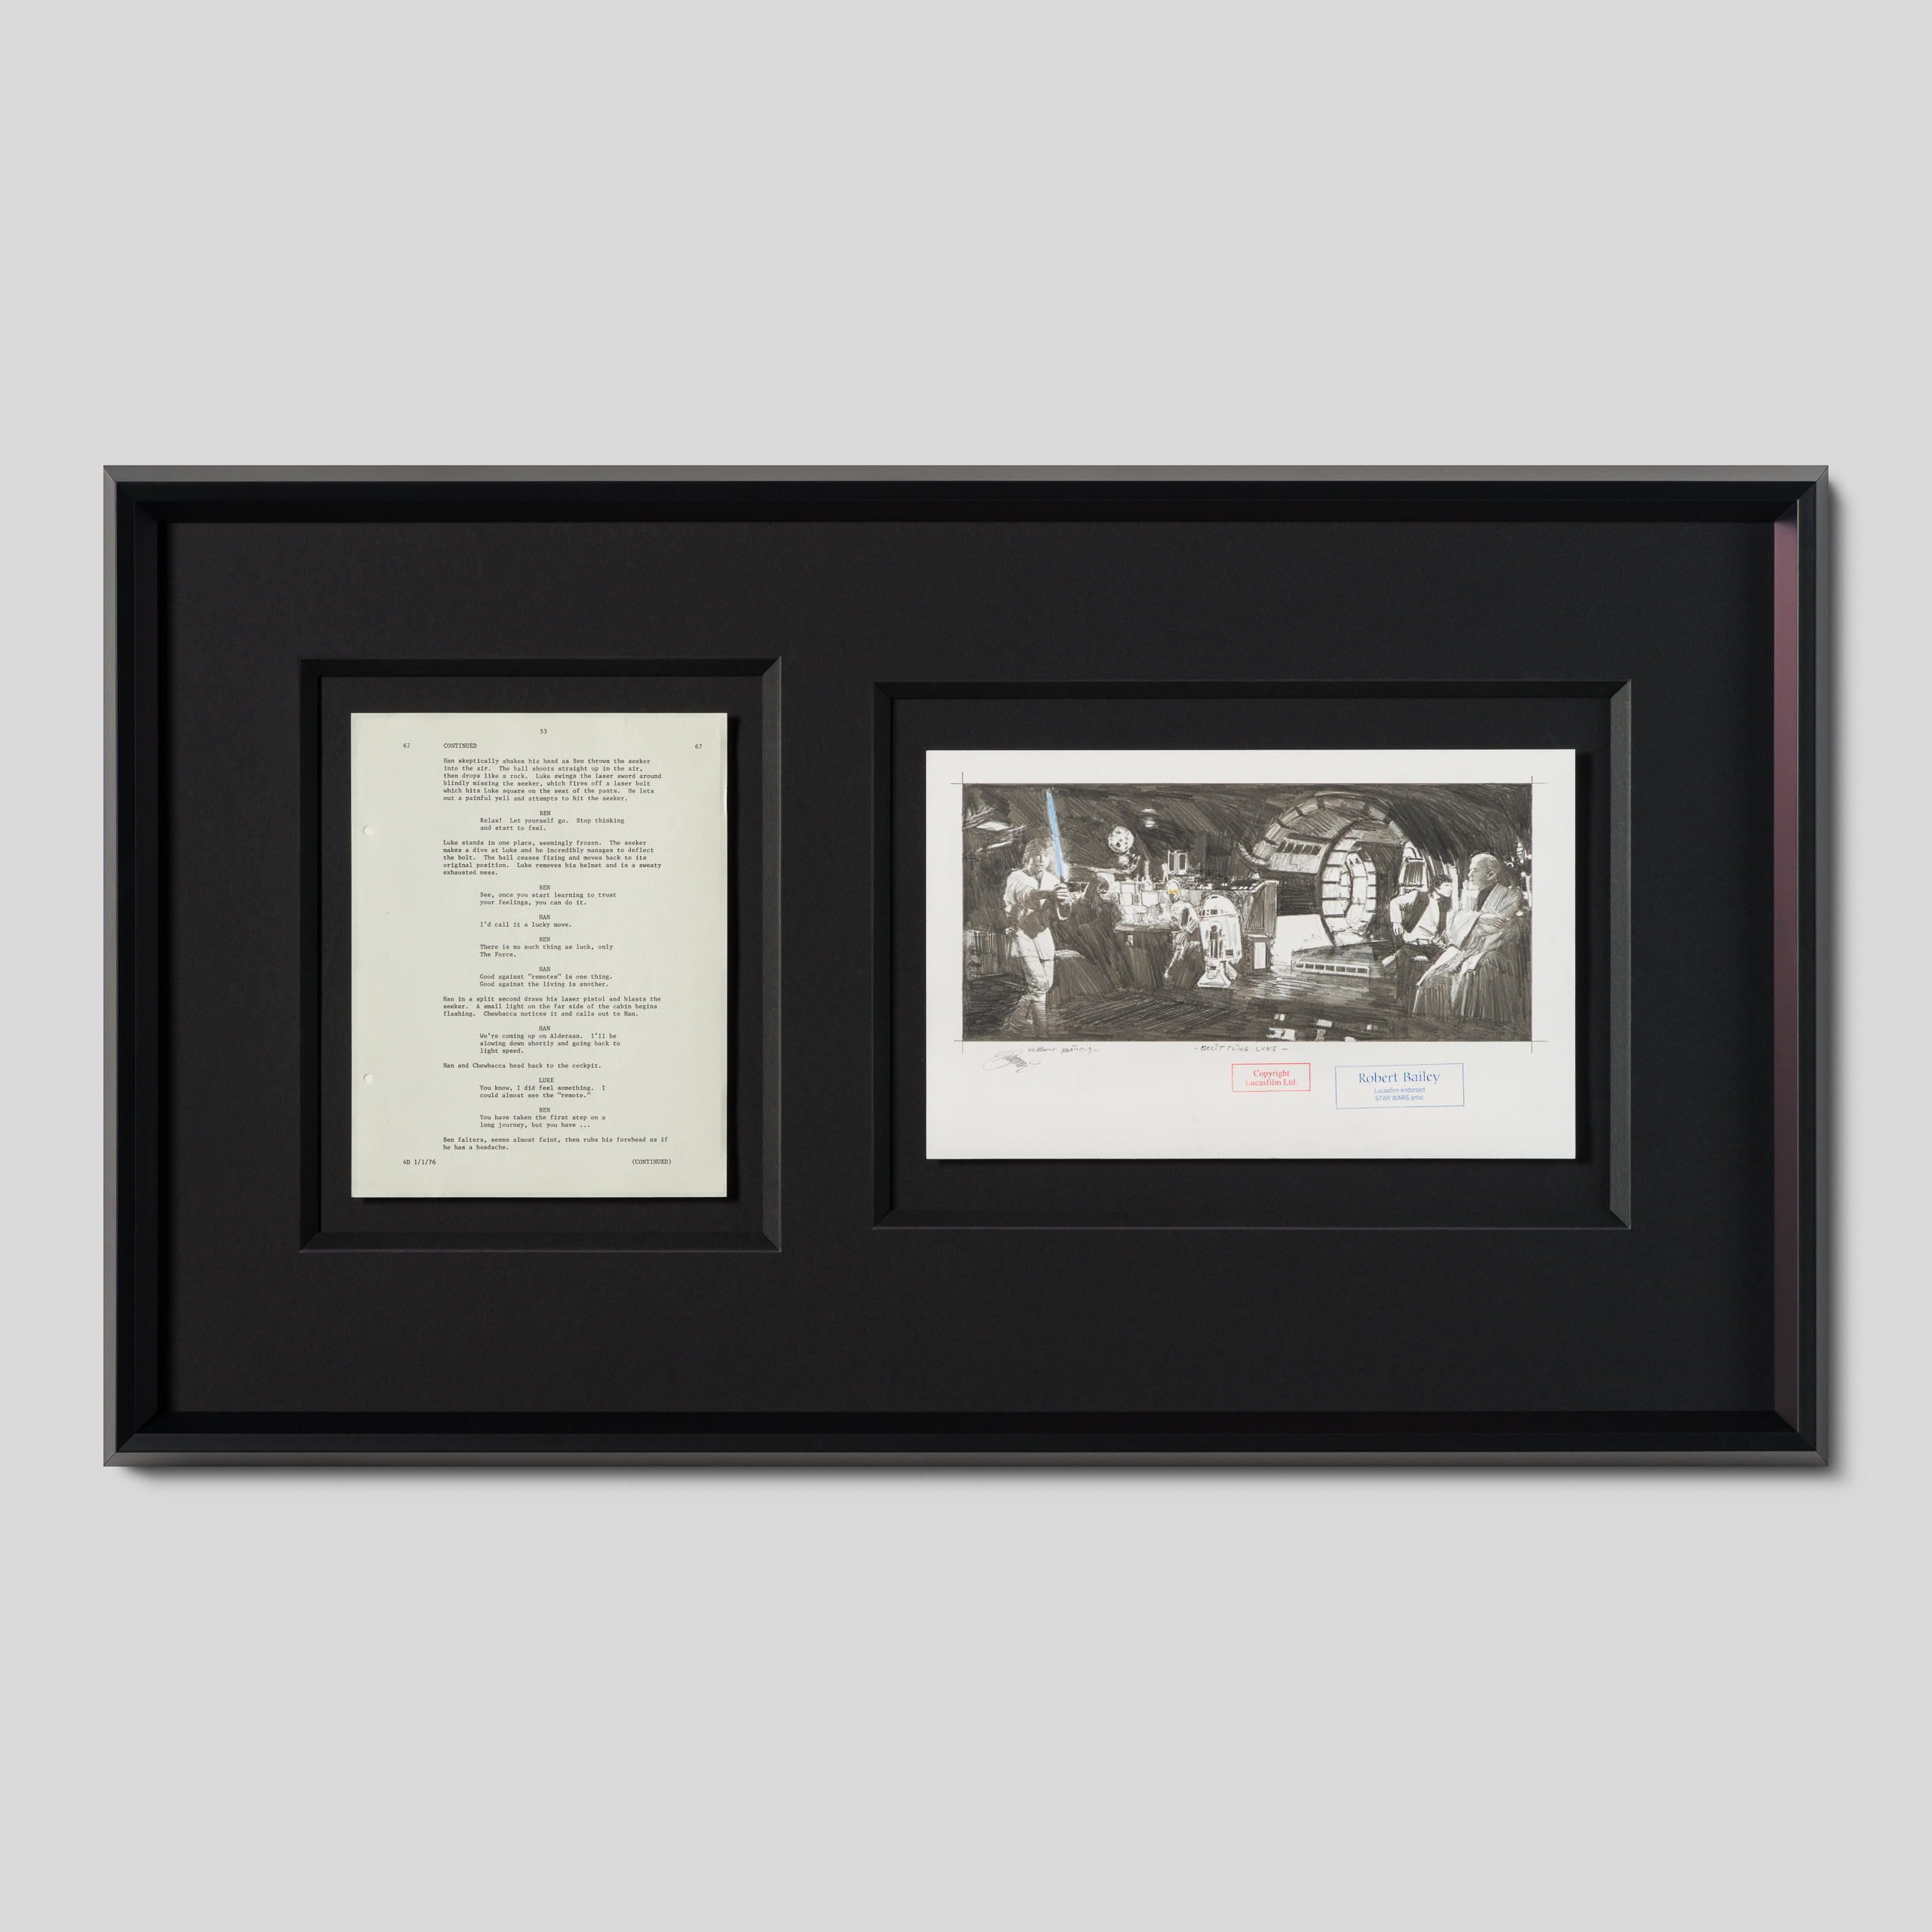 53
67 CONTINUED 67
Han skeptically shakes his head as Ben throws the seeker
into the air. The ball shoots straight up in the air,
then drops like a rock. Luke swings the laser sword around
blindly missing the seeker, which fires off a laser bolt
which hits Luke square on the seat of the pants. He lets
out a painful yell and attempts to hit the seeker.
BEN
Relax! Let yourself go. Stop thinking
and start to feel.
Luke stands in one place, seemingly frozen. The seeker
makes a dive at Luke and he incredibly manages to deflect
the bolt. The ball ceases fixing and moves back to its
original position. Luke removes his helmet and is a sweaty
exhausted mess.
BEN
See, once you start learning to trust
your feelings, you can do it.
HAN
I'd call it a lucky move.
BEN
There is no such thing as luck, only
The Force.
HAN
Good against "remotes" is one thing.
Good against the living is another.
Han in a split second draws his laser pistol and blasts the
seeker. A small light on the far side of the cabin begins
flashing. Chewbacca notices it and calls out to Han.
HAN
We're coming up on Alderaan. I'll be
slowing down shortly and going back to
light speed.
Han and Chewbacca head back to the cockpit.
LUKE
You know, I did feel something. I
could almost see the "remote."
BEN
You have taken the first step on a
long journey, but you have ...
Ben falters, seems almost faint, then rubs his forehead as if
he has a headache.
4D 1/1/76 (CONTINUED)
- BELITTLING LUKE -
Copyright
Lucasfilm Ltd.
Robert Bailey
Lucasfilm endorsed
STAR WARS artist